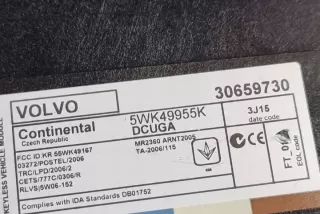 VOLVO
30659730
Continental
Czech Republic
5WK49955K
DCUGA
3J15
date code
FCC ID:KR 55WK49167
03272/POSTEL/2006
TRC/LPD/2006/2
CETS/777C/0306/R
RLVS/5W06-152
MR2360 ARNT2005
TA-2006/115
CE
FT_01
EOL code
Complies with IDA Standards DB01752
KEYLESS VEHICLE MODULE